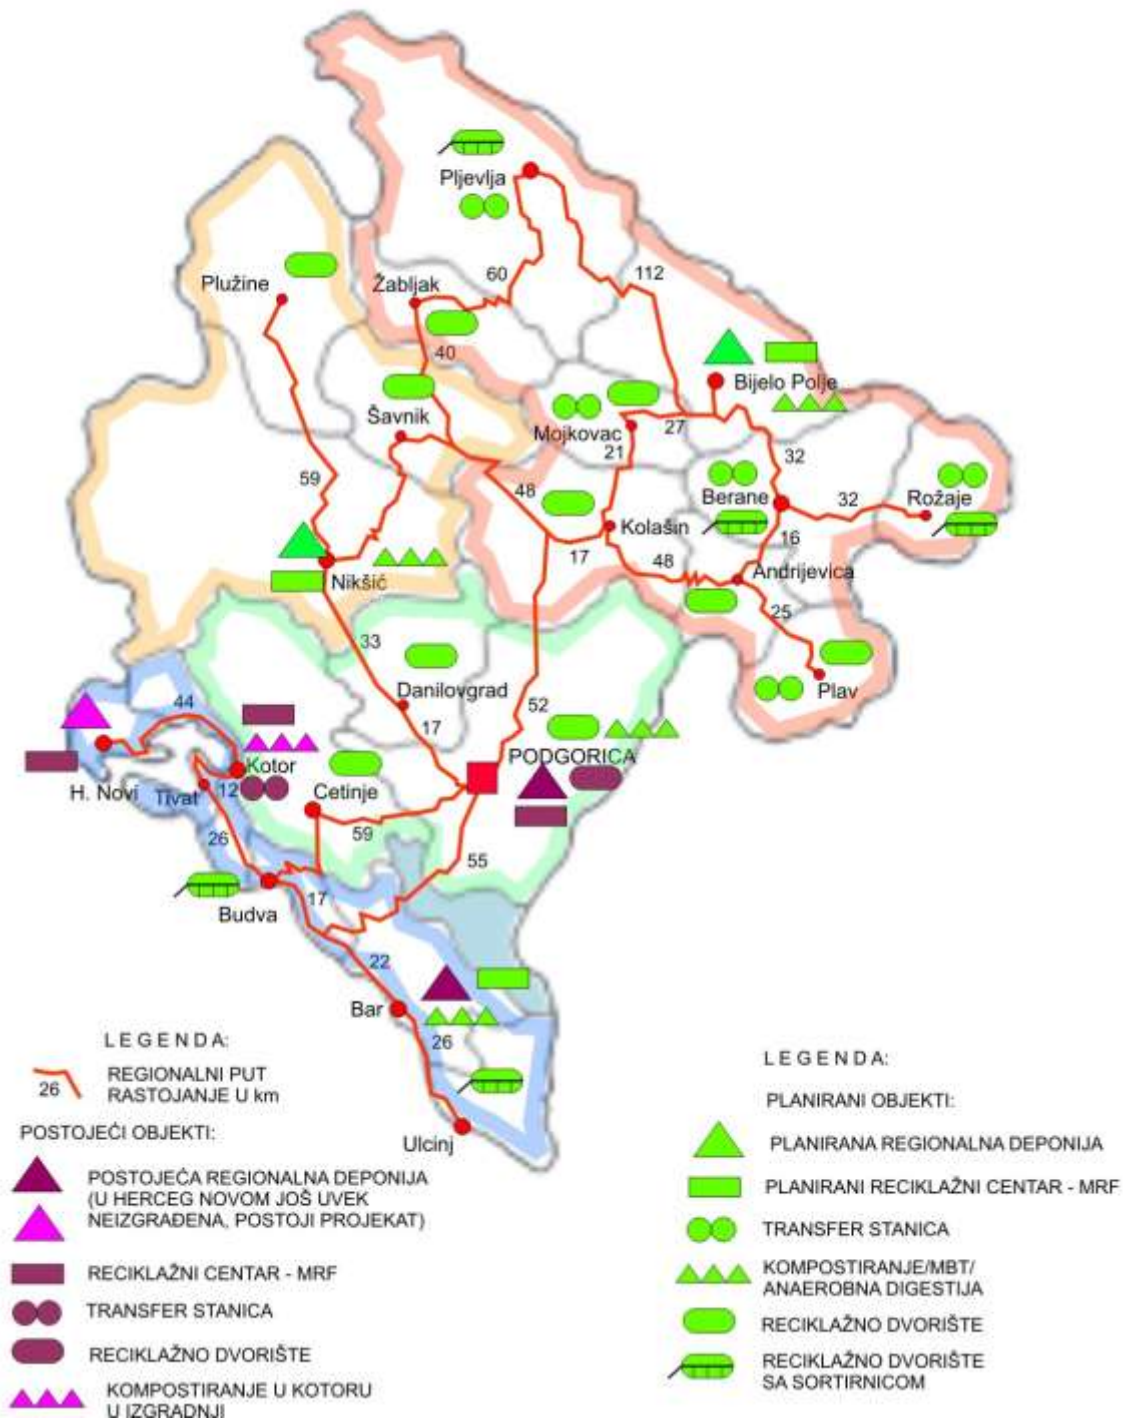 Pljevlja
Plužine
Žabljak
60
112
40
Bijelo Polje
Šavnik
Mojkovac
27
21
32
59
48
Berane
32
Rožaje
Kolašin
17
16
48
Andrijevica
Nikšić
25
33
Danilovgrad
Plav
44
17
52
PODGORICA
Kotor
H. Novi
Tivat
12
Cetinje
26
59
55
17
Budva
22
Bar
26
Ulcinj
L E G E N D A:
26
REGIONALNI PUT
RASTOJANJE U km
POSTOJEĆI OBJEKTI:
POSTOJEĆA REGIONALNA DEPONIJA
(U HERCEG NOVOM JOŠ UVEK
NEIZGRAĐENA, POSTOJI PROJEKAT)
RECIKLAŽNI CENTAR - MRF
TRANSFER STANICA
RECIKLAŽNO DVORIŠTE
KOMPOSTIRANJE U KOTORU
U IZGRADNJI
L E G E N D A:
PLANIRANI OBJEKTI:
PLANIRANA REGIONALNA DEPONIJA
PLANIRANI RECIKLAŽNI CENTAR - MRF
TRANSFER STANICA
KOMPOSTIRANJE/MBT/
ANAEROBNA DIGESTIJA
RECIKLAŽNO DVORIŠTE
RECIKLAŽNO DVORIŠTE
SA SORTIRNICOM